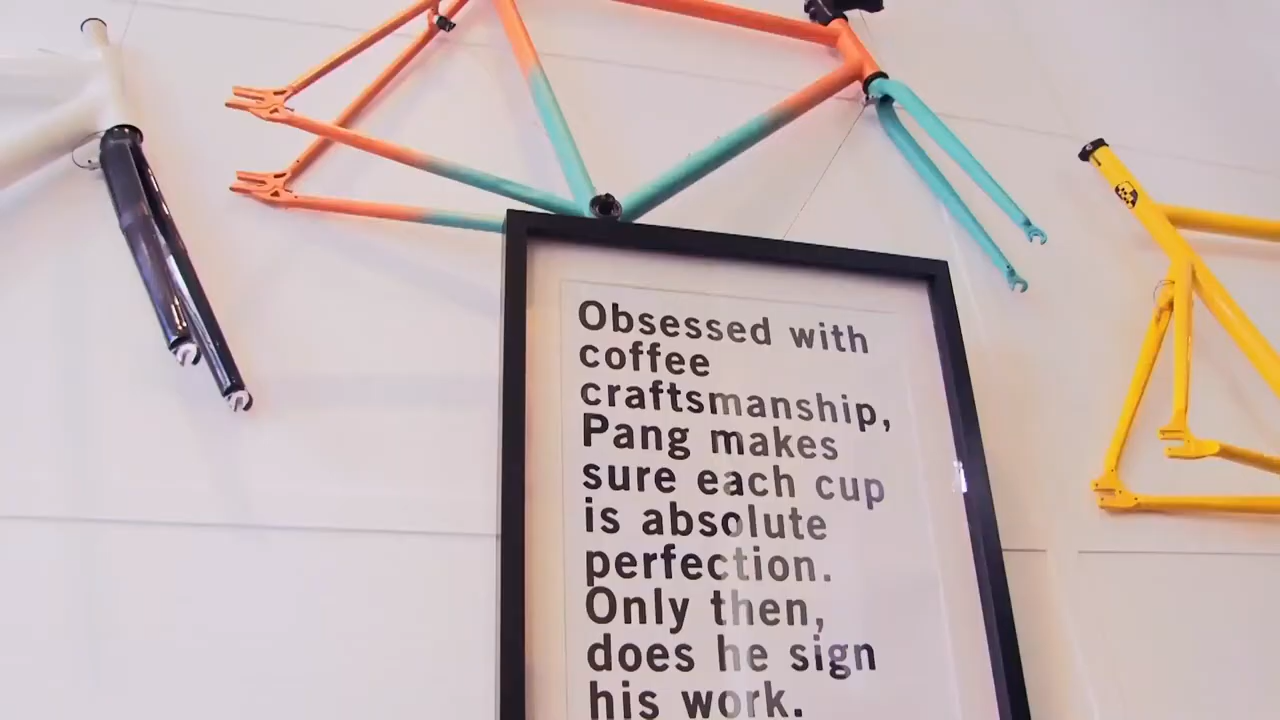 Obsessed with
coffee
craftsmanship,
Pang makes
sure each cup
is absolute
perfection.
Only then,
does he sign
his work.